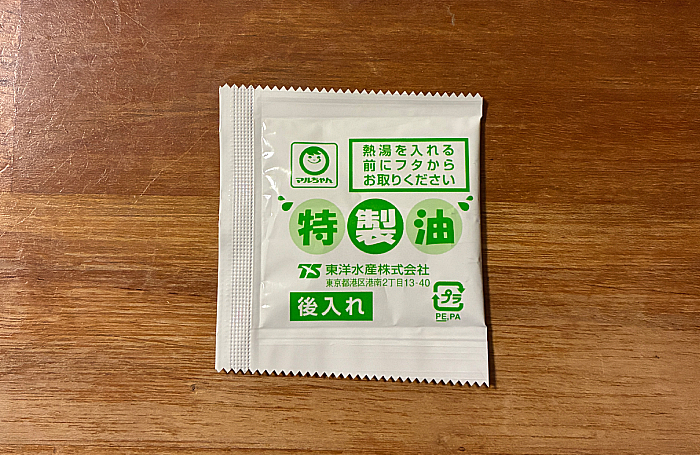 マルちゃん
熱湯を入れる
前にフタから
お取りください
特製油
TS 東洋水産株式会社
東京都港区港南2丁目13-40
後入れ
プラ
PE,PA